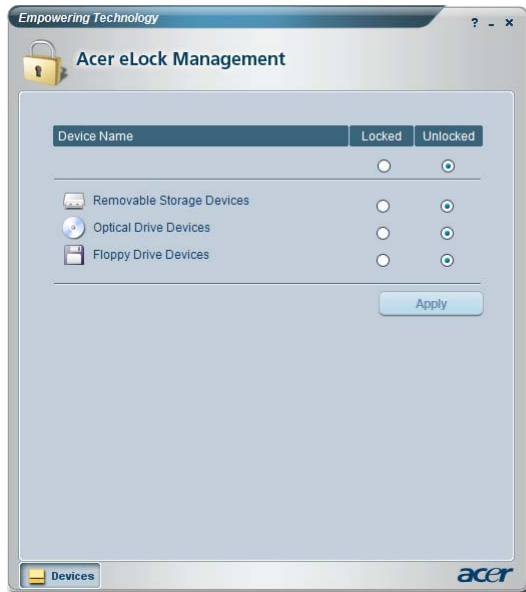 Empowering Technology
? - ×
Acer eLock Management
Device Name Locked Unlocked
Removable Storage Devices
Optical Drive Devices
Floppy Drive Devices
Apply
Devices
acer